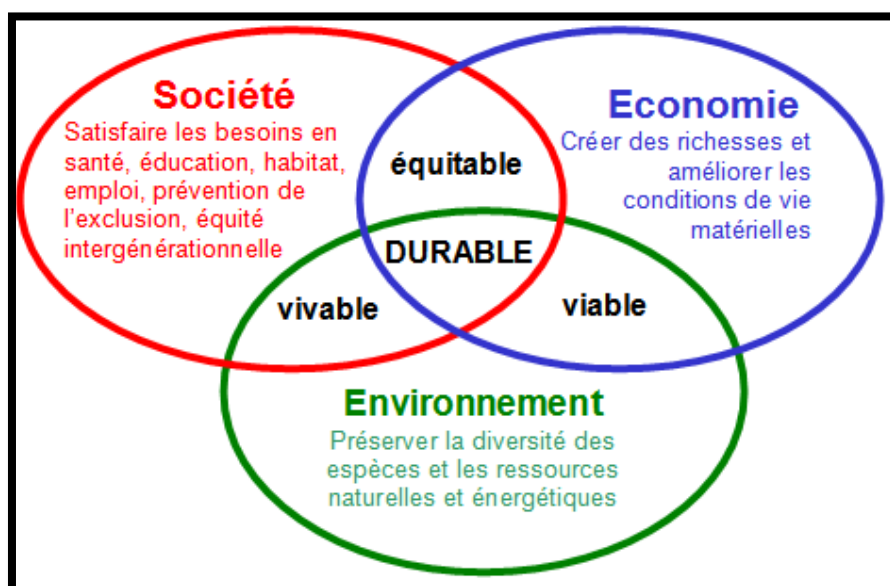 Société
Satisfaire les besoins en
santé, éducation, habitat,
emploi, prévention de
l'exclusion, équité
intergénérationnelle
Economie
Créer des richesses et
améliorer les
conditions de vie
matérielles
équitable
DURABLE
vivable
viable
Environnement
Préserver la diversité des
espèces et les ressources
naturelles et énergétiques